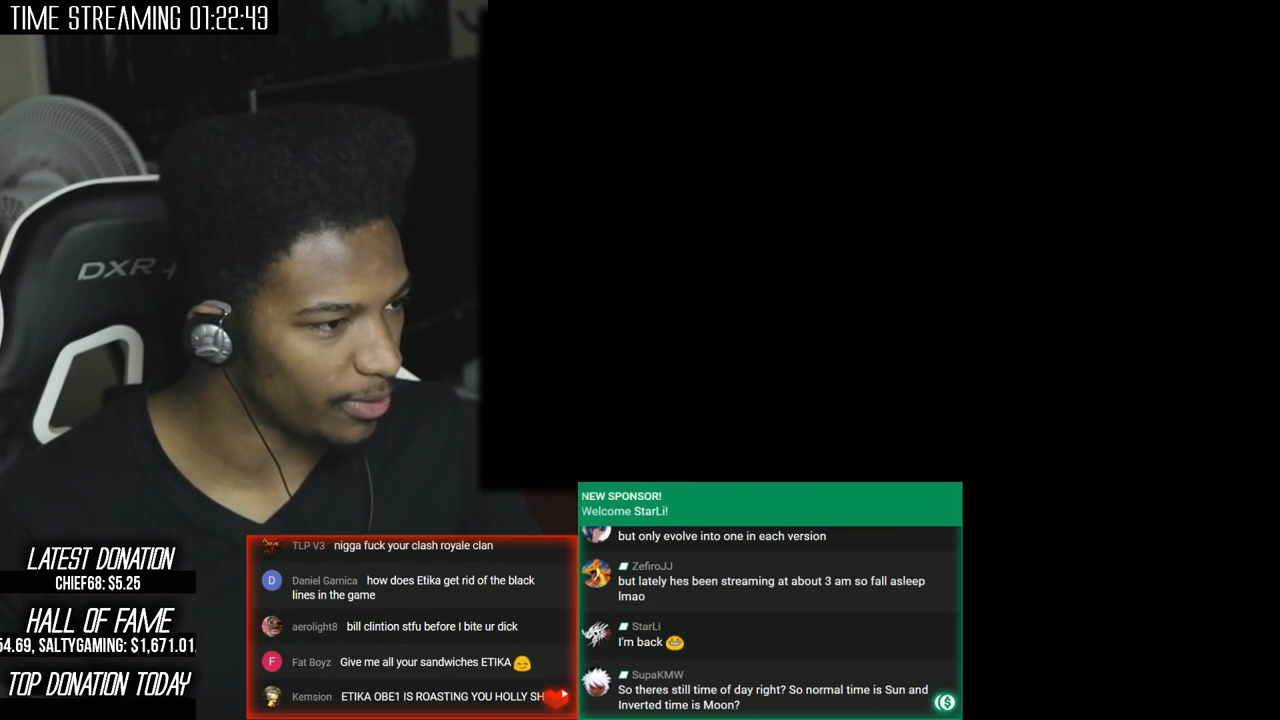 TIME STREAMING 01:22:43
DXR
LATEST DONATION
CHIEF68: $5.25
HALL OF FAME
54.69, SALTYGAMING: $1,671.01
TOP DONATION TODAY
TLP V3 nigga fuck your clash royale clan
D Daniel Garnica how does Etika get rid of the black
lines in the game
aerolight8 bill clintion stfu before I bite ur dick
F Fat Boyz Give me all your sandwiches ETIKA 😏
Kemsion ETIKA OBE1 IS ROASTING YOU HOLLY SH
NEW SPONSOR!
Welcome StarLi!
but only evolve into one in each version
ZefiroJJ
but lately hes been streaming at about 3 am so fall asleep
lmao
StarLi
I'm back 😂
SupaKMW
So theres still time of day right? So normal time is Sun and
Inverted time is Moon?